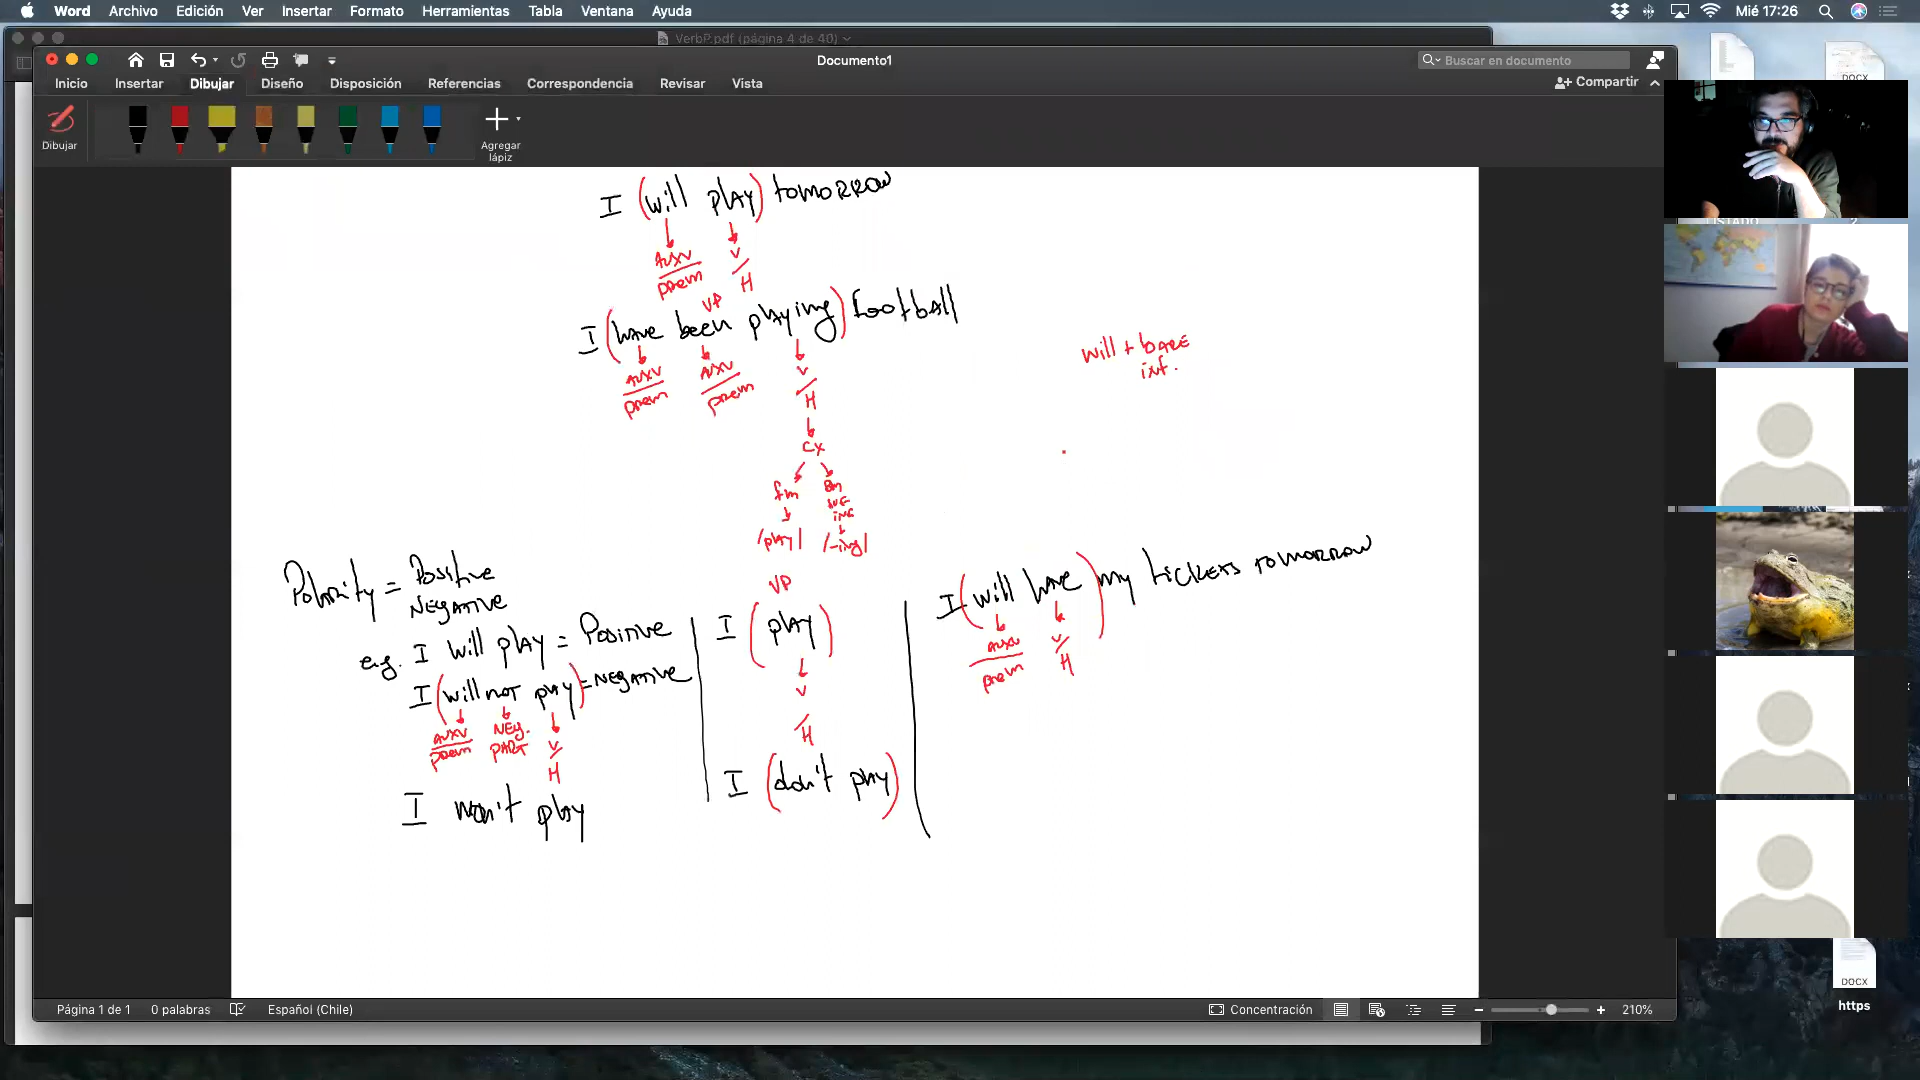 Word Archivo Edición Ver Insertar Formato Herramientas Tabla Ventana Ayuda
Mié 17:26
VerbP.pdf (página 4 de 40)
Documento1
Buscar en documento
Inicio Insertar Dibujar Diseño Disposición Referencias Correspondencia Revisar Vista
Compartir
Dibujar
Agregar
lápiz
DOCX
LISTADO
2
I (will play) tomorrow
AUXV V
prem H
VP
I (have been playing) football
AUXV AUXV V
prem prem H
will + bare
inf.
CX
fm Bm
/play/ /-ing/
Polarity = Positive
Negative
e.g. I will play = Positive
I (will not play) = Negative
AUXV NEG. V
prem PART H
I won't play
VP
I (play)
V
H
I (don't play)
I (will have) my tickets tomorrow
AUXV V
prem H
DOCX
https
Página 1 de 1 0 palabras Español (Chile)
Concentración
210%